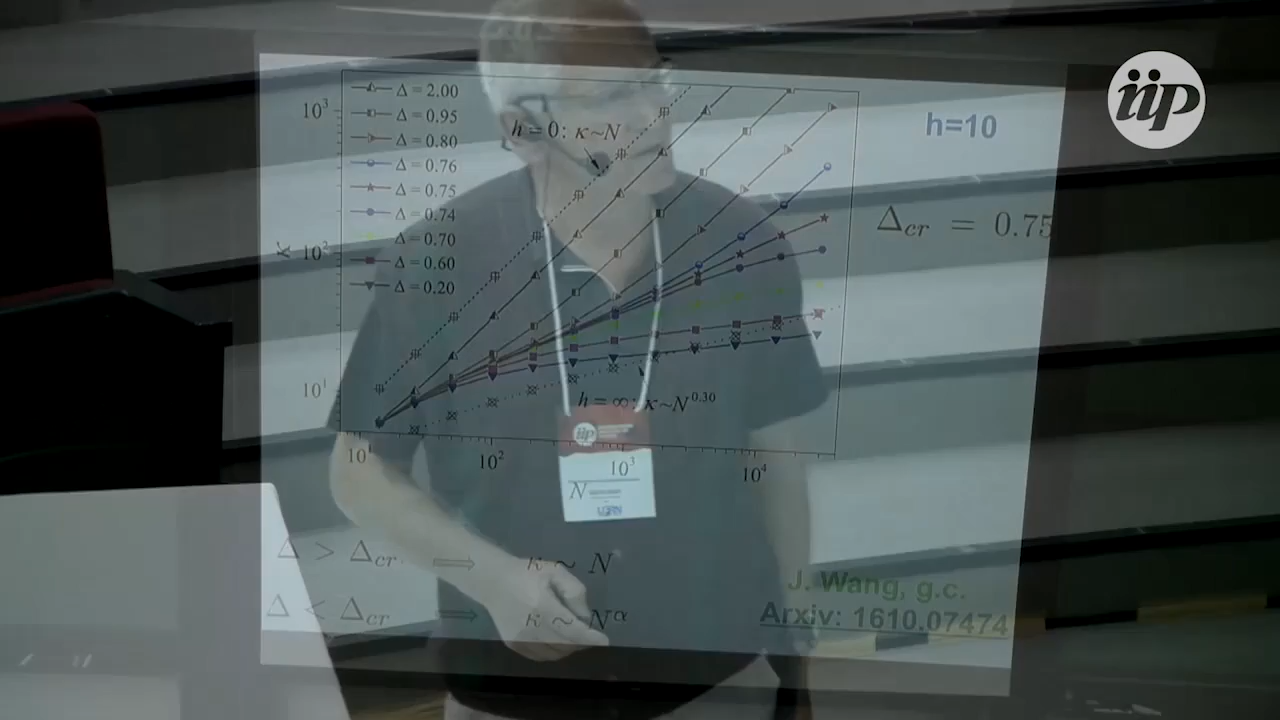 iip
h=10
Δ = 2.00
Δ = 0.95
Δ = 0.80
Δ = 0.76
Δ = 0.75
Δ = 0.74
Δ = 0.70
Δ = 0.60
Δ = 0.20
h = 0: κ~N
Δcr = 0.75
10³
κ
10²
10¹
h = ∞: κ~N^0.30
10¹
10²
10³
10⁴
N
iip
UFRN
Δ > Δcr. ⟹ κ ~ N
Δ < Δcr ⟹ κ ~ N^α
J. Wang, g.c.
Arxiv: 1610.07474